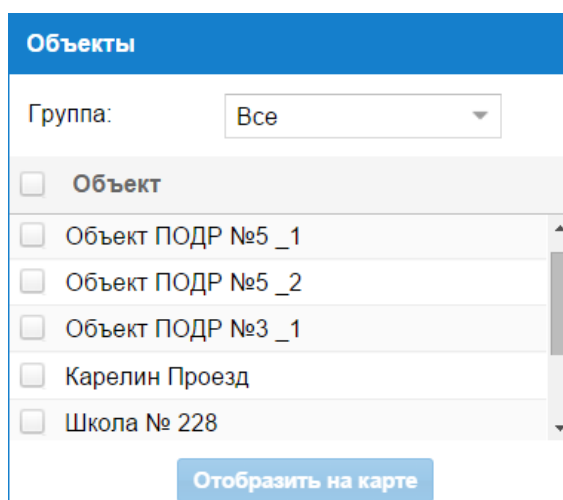 Объекты
Группа: Все
Объект
Объект ПОДР №5 _1
Объект ПОДР №5 _2
Объект ПОДР №3 _1
Карелин Проезд
Школа № 228
Отобразить на карте